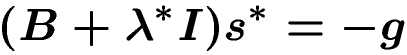 (B + λ*I)s* = −g